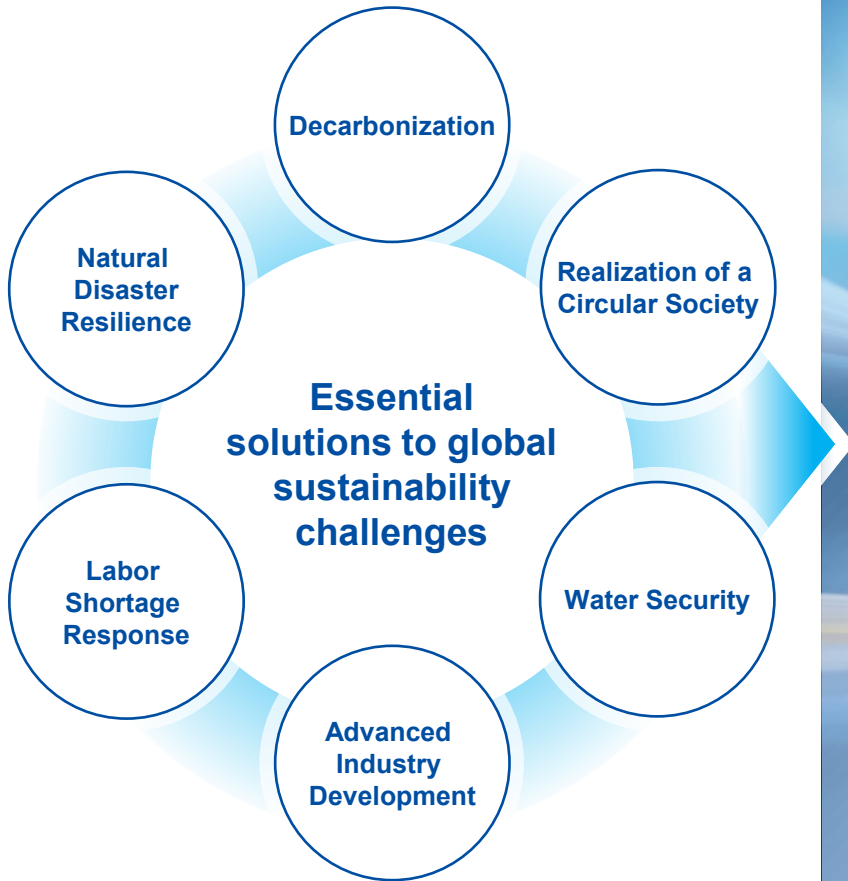 Decarbonization
Natural
Disaster
Resilience
Realization of a
Circular Society
Essential
solutions to global
sustainability
challenges
Labor
Shortage
Response
Water Security
Advanced
Industry
Development